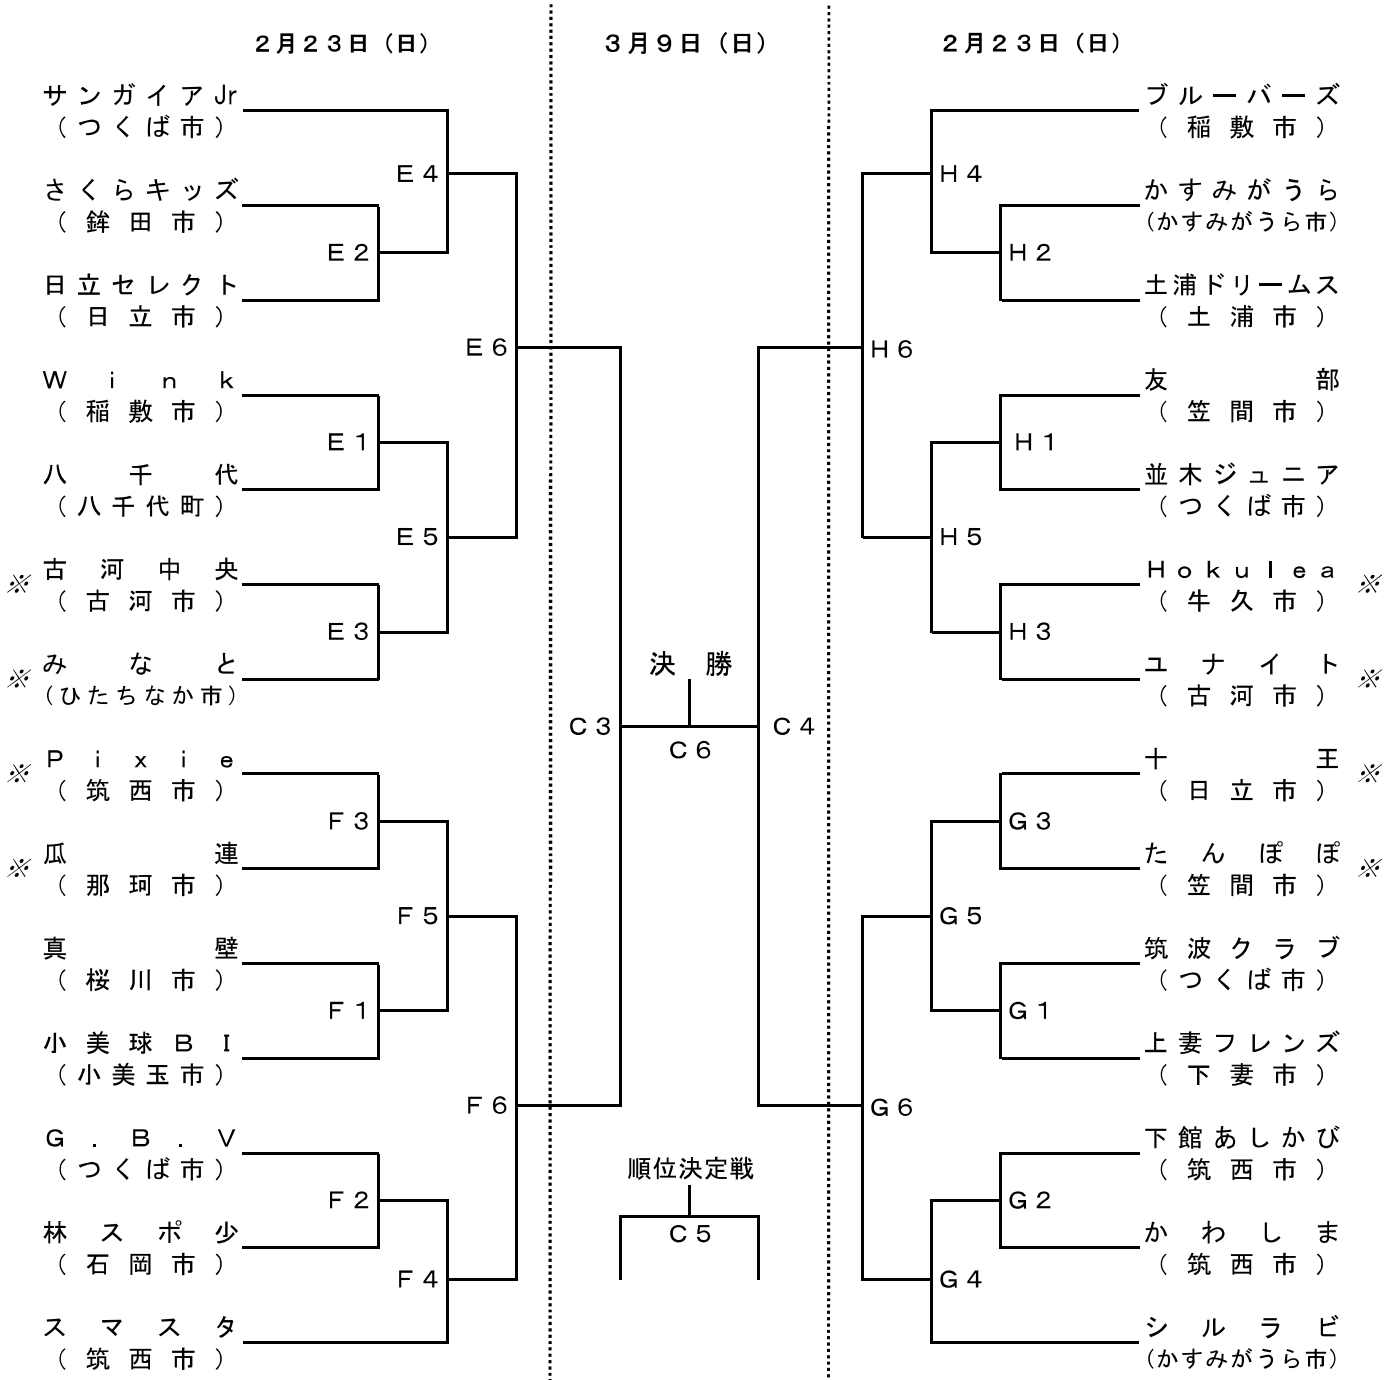 ２月２３日（日）
３月９日（日）
２月２３日（日）
サンガイアJr
（つくば市）
E４
さくらキッズ
（鉾田市）
E２
日立セレクト
（日立市）
E６
Ｗｉｎｋ
（稲敷市）
E１
八千代
（八千代町）
E５
※ 古河中央
（古河市）
E３
※ みなと
（ひたちなか市）
C３
※ Ｐｉｘｉｅ
（筑西市）
F３
※ 瓜連
（那珂市）
F５
真壁
（桜川市）
F１
小美球ＢＩ
（小美玉市）
F６
Ｇ．Ｂ．Ｖ
（つくば市）
F２
林スポ少
（石岡市）
F４
スマスタ
（筑西市）
決勝
C６
順位決定戦
C５
ブルーバーズ
（稲敷市）
H４
かすみがうら
（かすみがうら市）
H２
土浦ドリームス
（土浦市）
H６
友部
（笠間市）
H１
並木ジュニア
（つくば市）
H５
Ｈｏｋｕｌｅａ ※
（牛久市）
H３
ユナイト ※
（古河市）
C４
十王 ※
（日立市）
G３
たんぽぽ ※
（笠間市）
G５
筑波クラブ
（つくば市）
G１
上妻フレンズ
（下妻市）
G６
下館あしかび
（筑西市）
G２
かわしま
（筑西市）
G４
シルラビ
（かすみがうら市）